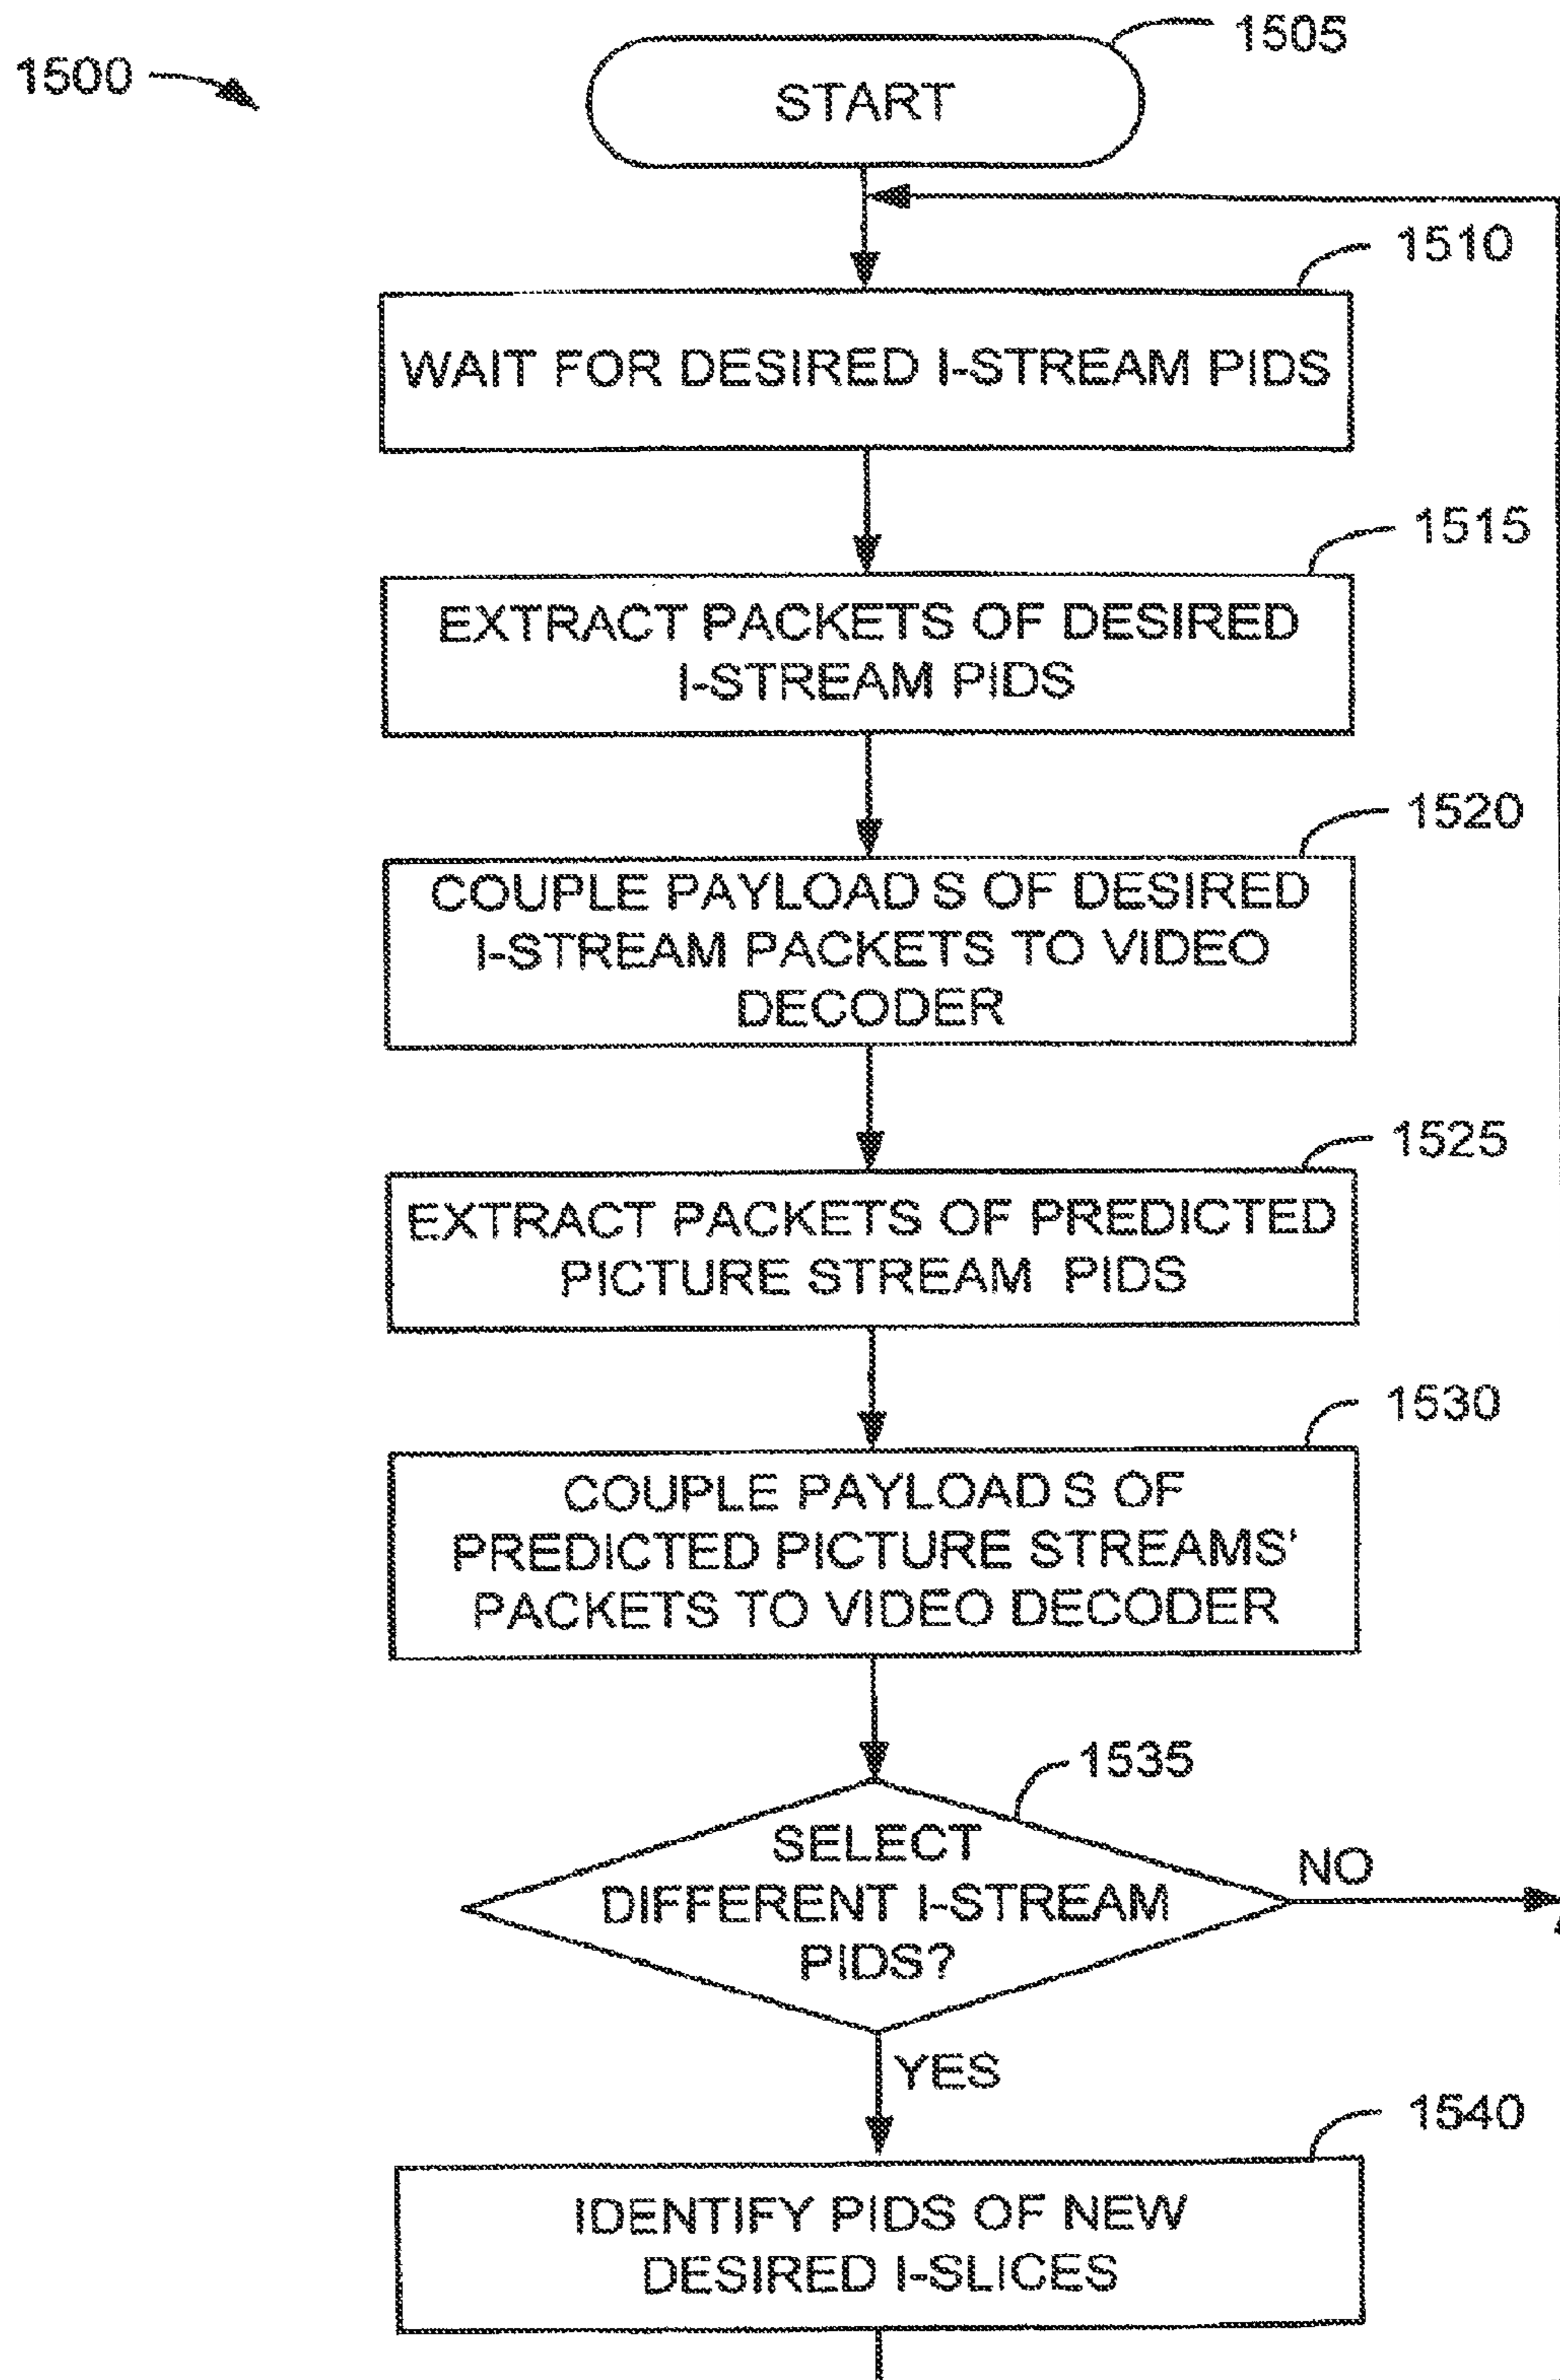 1505
1500
START
1510
WAIT FOR DESIRED I-STREAM PIDS
1515
EXTRACT PACKETS OF DESIRED
I-STREAM PIDS
1520
COUPLE PAYLOAD S OF DESIRED
I-STREAM PACKETS TO VIDEO
DECODER
1525
EXTRACT PACKETS OF PREDICTED
PICTURE STREAM PIDS
1530
COUPLE PAYLOAD S OF
PREDICTED PICTURE STREAMS'
PACKETS TO VIDEO DECODER
1535
SELECT
DIFFERENT I-STREAM
PIDS?
NO
YES
1540
IDENTIFY PIDS OF NEW
DESIRED I-SLICES